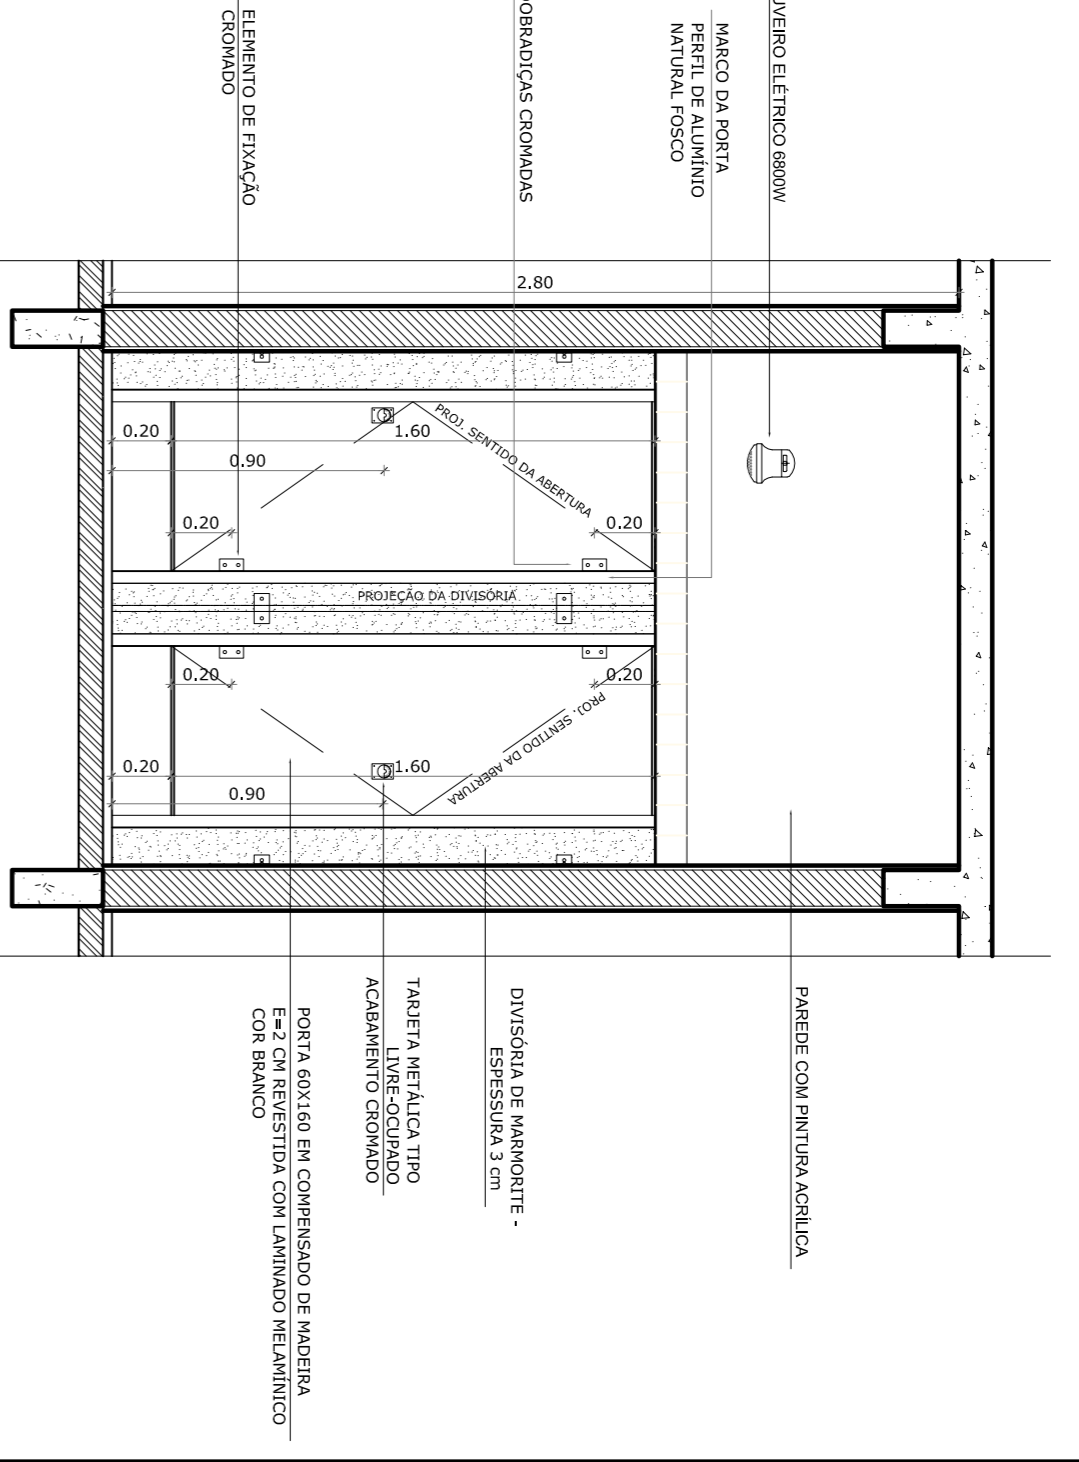 UVEIRO ELÉTRICO 6800W
MARCO DA PORTA
PERFIL DE ALUMÍNIO
NATURAL FOSCO
DOBRADIÇAS CROMADAS
ELEMENTO DE FIXAÇÃO
CROMADO
2.80
0.20
1.60
0.90
PROJ. SENTIDO DA ABERTURA
0.20
0.20
PROJEÇÃO DA DIVISÓRIA
0.20
0.20
PROJ. SENTIDO DA ABERTURA
0.20
1.60
0.90
PAREDE COM PINTURA ACRÍLICA
DIVISÓRIA DE MARMORITE -
ESPESSURA 3 cm
TARJETA METÁLICA TIPO
LIVRE-OCUPADO
ACABAMENTO CROMADO
PORTA 60X160 EM COMPENSADO DE MADEIRA
E=2 CM REVESTIDA COM LAMINADO MELAMÍNICO
COR BRANCO